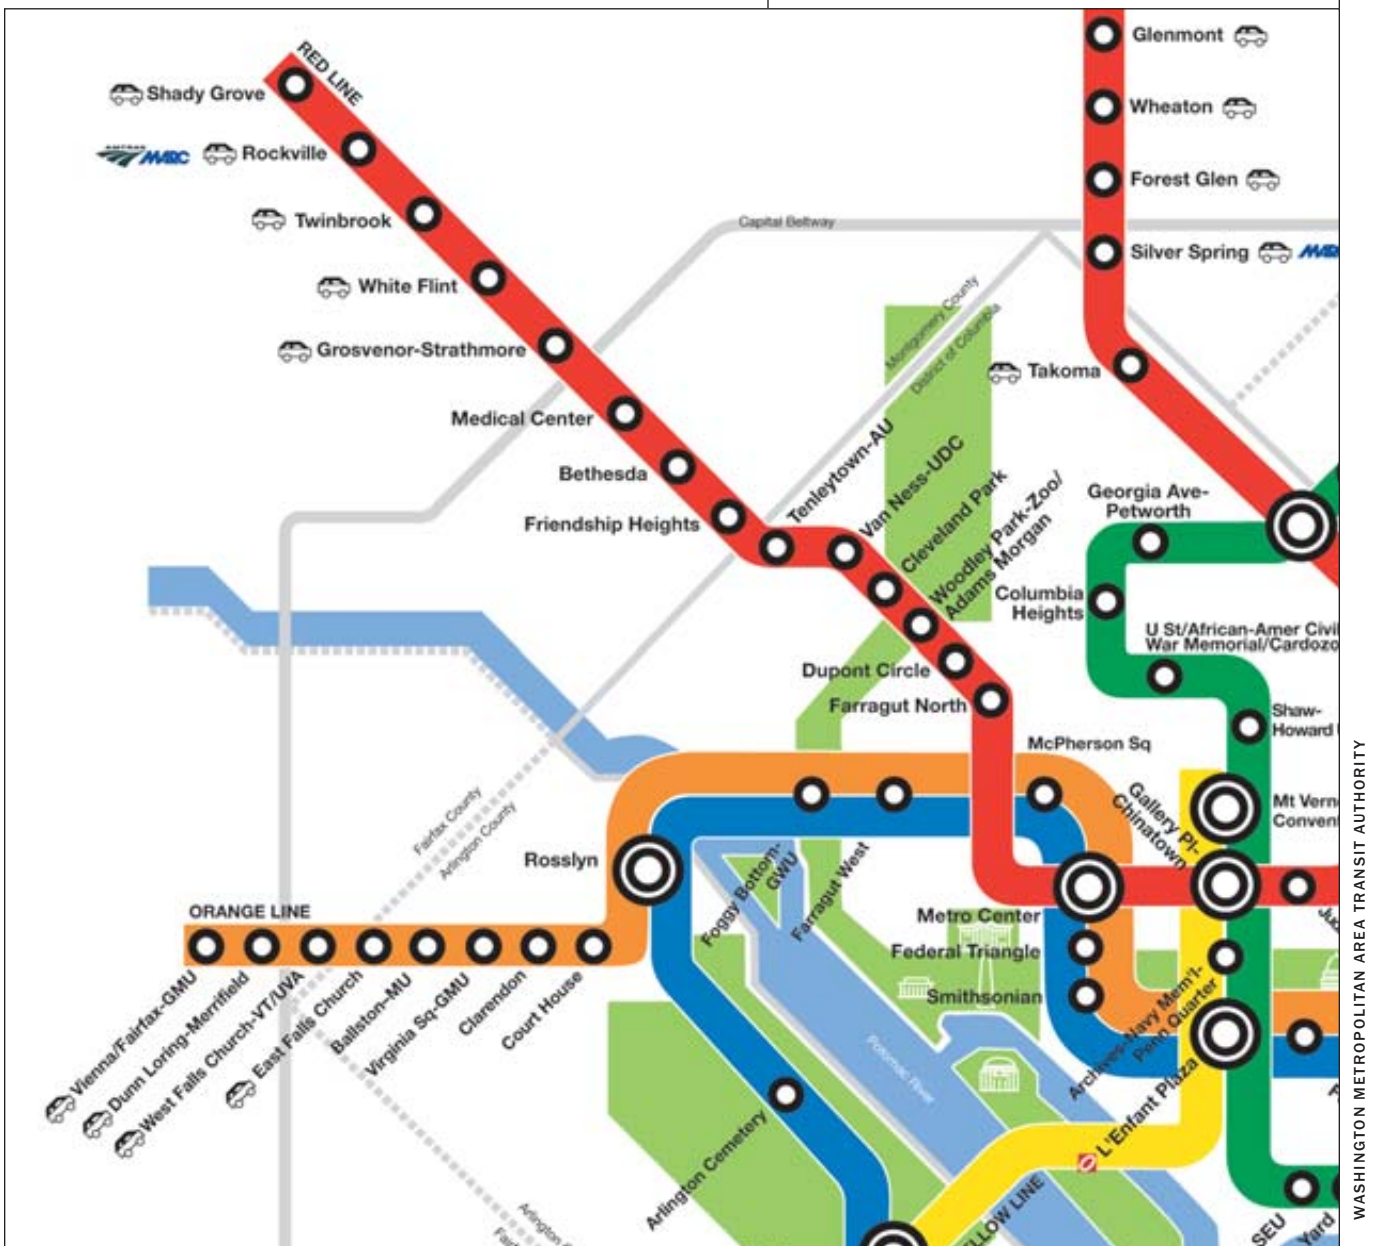 RED LINE
Shady Grove
AMTRAK
MARC
Rockville
Twinbrook
White Flint
Grosvenor-Strathmore
Medical Center
Bethesda
Friendship Heights
Tenleytown-AU
Van Ness-UDC
Cleveland Park
Woodley Park-Zoo/
Adams Morgan
Dupont Circle
Farragut North
Capital Beltway
Montgomery County
District of Columbia
Glenmont
Wheaton
Forest Glen
Silver Spring
Takoma
Georgia Ave-
Petworth
Columbia
Heights
U St/African-Amer Civil
War Memorial/Cardozo
Shaw-
Howard
Mt
Gallery Pl-
Chinatown
McPherson Sq
Fairfax County
Arlington County
Rosslyn
Foggy Bottom-
GWU
Farragut West
Metro Center
Federal Triangle
Smithsonian
Archives-Navy Mem'l-
Penn Quarter
L'Enfant Plaza
ORANGE LINE
Vienna/Fairfax-GMU
Dunn Loring-Merrifield
West Falls Church-VT/UVA
East Falls Church
Ballston-MU
Virginia Sq-GMU
Clarendon
Court House
Potomac River
Arlington Cemetery
Arlington
SEU
Yard
WASHINGTON METROPOLITAN AREA TRANSIT AUTHORITY